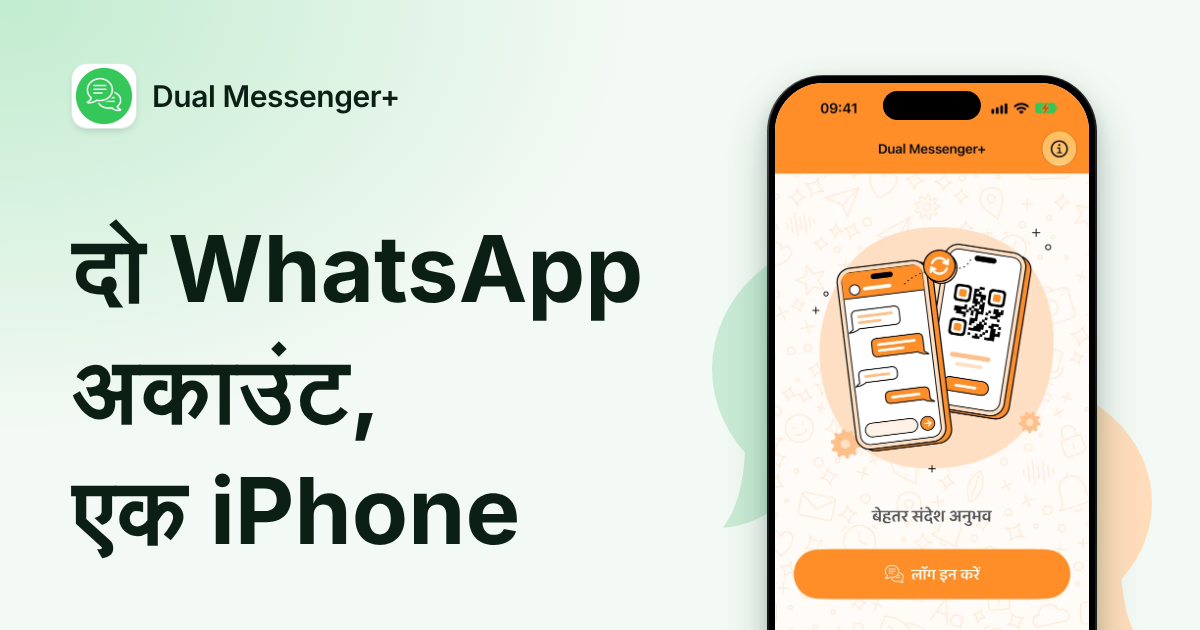 Dual Messenger+
दो WhatsApp
अकाउंट,
एक iPhone
09:41
Dual Messenger+
बेहतर संदेश अनुभव
लॉग इन करें